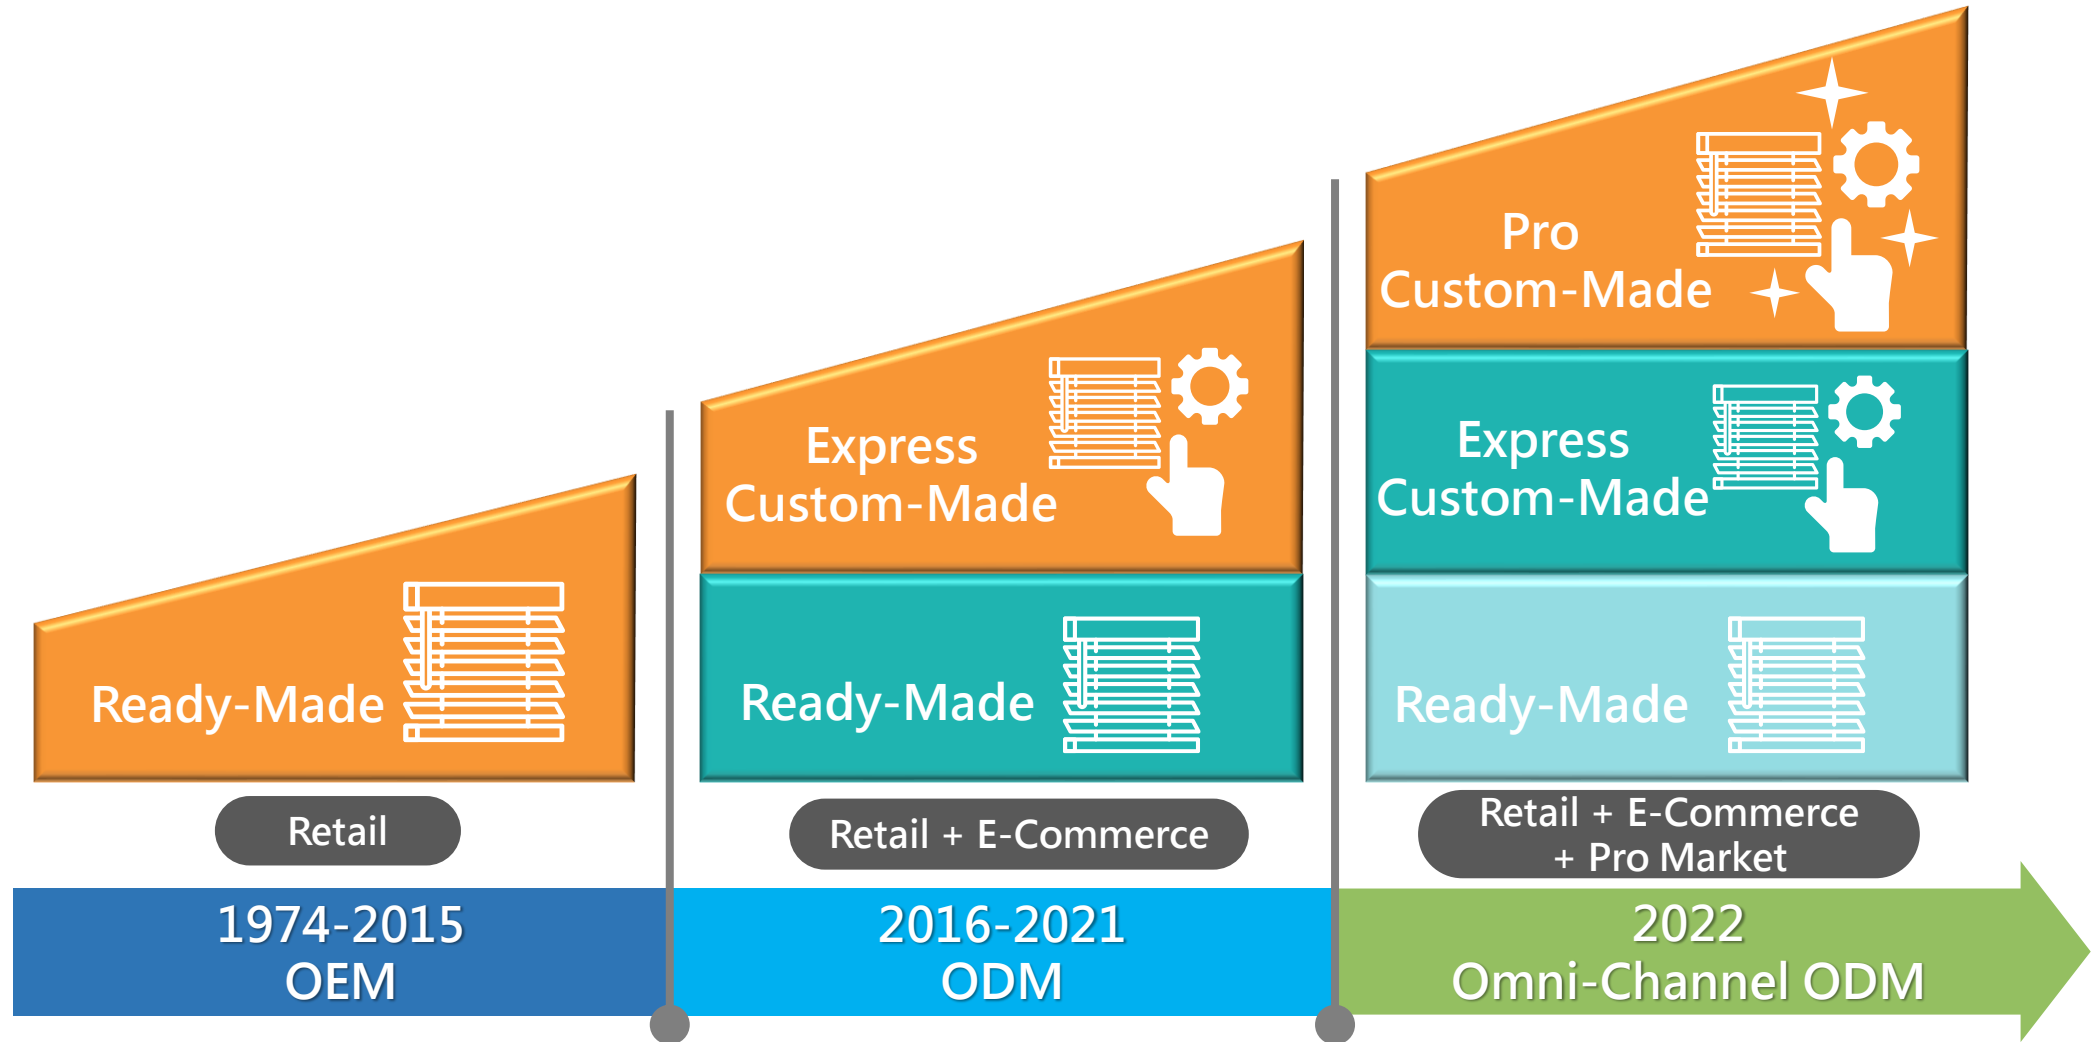 Ready-Made
Retail
1974-2015
OEM
Express
Custom-Made
Ready-Made
Retail + E-Commerce
2016-2021
ODM
Pro
Custom-Made
Express
Custom-Made
Ready-Made
Retail + E-Commerce
+ Pro Market
2022
Omni-Channel ODM